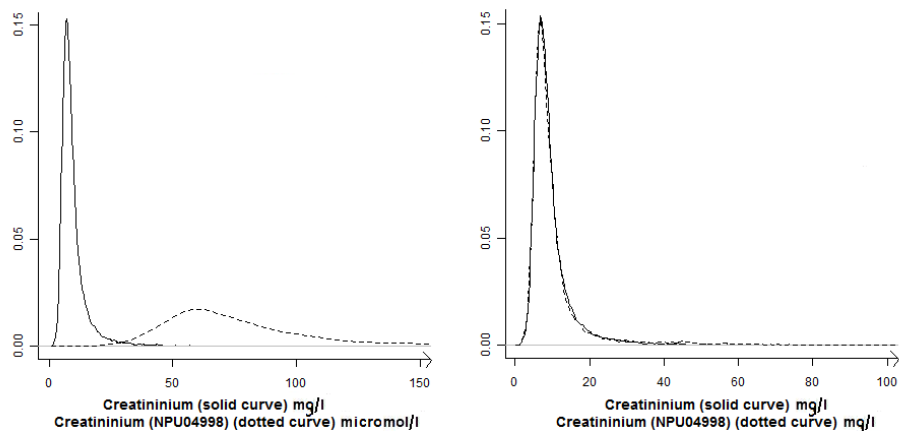 0.15
0.10
0.05
0.00
0 50 100 150
Creatininium (solid curve) mg/l
Creatininium (NPU04998) (dotted curve) micromol/l
0.15
0.10
0.05
0.00
0 20 40 60 80 100
Creatininium (solid curve) mg/l
Creatininium (NPU04998) (dotted curve) mg/l